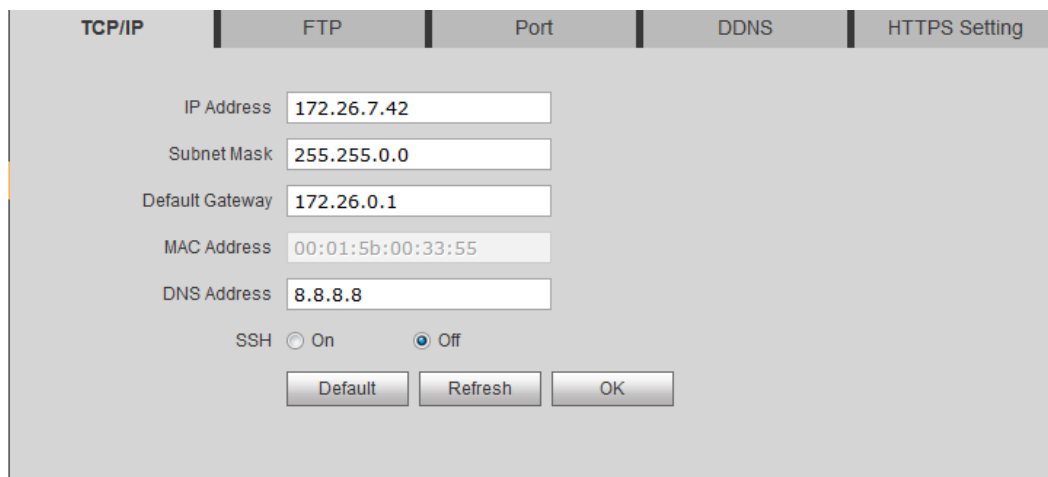 TCP/IP FTP Port DDNS HTTPS Setting
IP Address 172.26.7.42
Subnet Mask 255.255.0.0
Default Gateway 172.26.0.1
MAC Address 00:01:5b:00:33:55
DNS Address 8.8.8.8
SSH On Off
Default Refresh OK